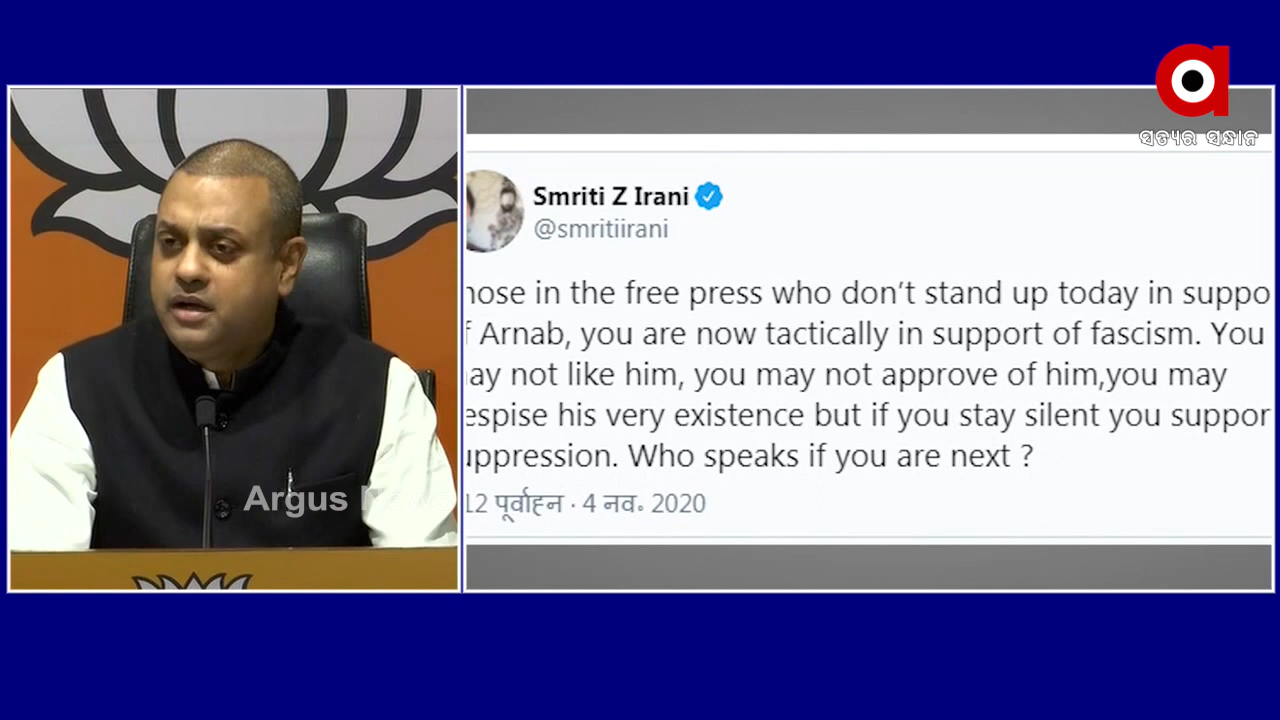 ସତ୍ୟର ସନ୍ଧାନ
Smriti Z Irani
@smritiirani
hose in the free press who don't stand up today in suppo
f Arnab, you are now tactically in support of fascism. You
ay not like him, you may not approve of him,you may
espise his very existence but if you stay silent you suppor
uppression. Who speaks if you are next ?
12 पूर्वाह्न · 4 नव॰ 2020
Argus News